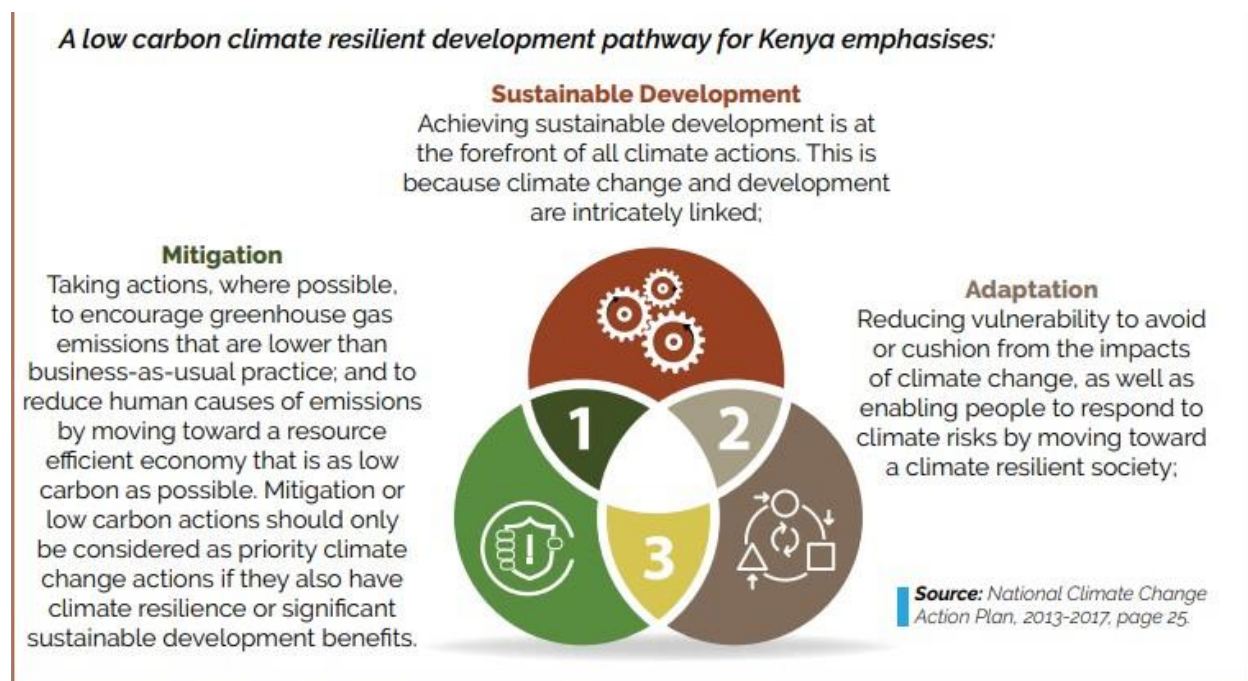 A low carbon climate resilient development pathway for Kenya emphasises:
Sustainable Development
Achieving sustainable development is at
the forefront of all climate actions. This is
because climate change and development
are intricately linked;
Mitigation
Taking actions, where possible,
to encourage greenhouse gas
emissions that are lower than
business-as-usual practice; and to
reduce human causes of emissions
by moving toward a resource
efficient economy that is as low
carbon as possible. Mitigation or
low carbon actions should only
be considered as priority climate
change actions if they also have
climate resilience or significant
sustainable development benefits.
Adaptation
Reducing vulnerability to avoid
or cushion from the impacts
of climate change, as well as
enabling people to respond to
climate risks by moving toward
a climate resilient society;
1
2
3
!
Source: National Climate Change
Action Plan, 2013-2017, page 25.